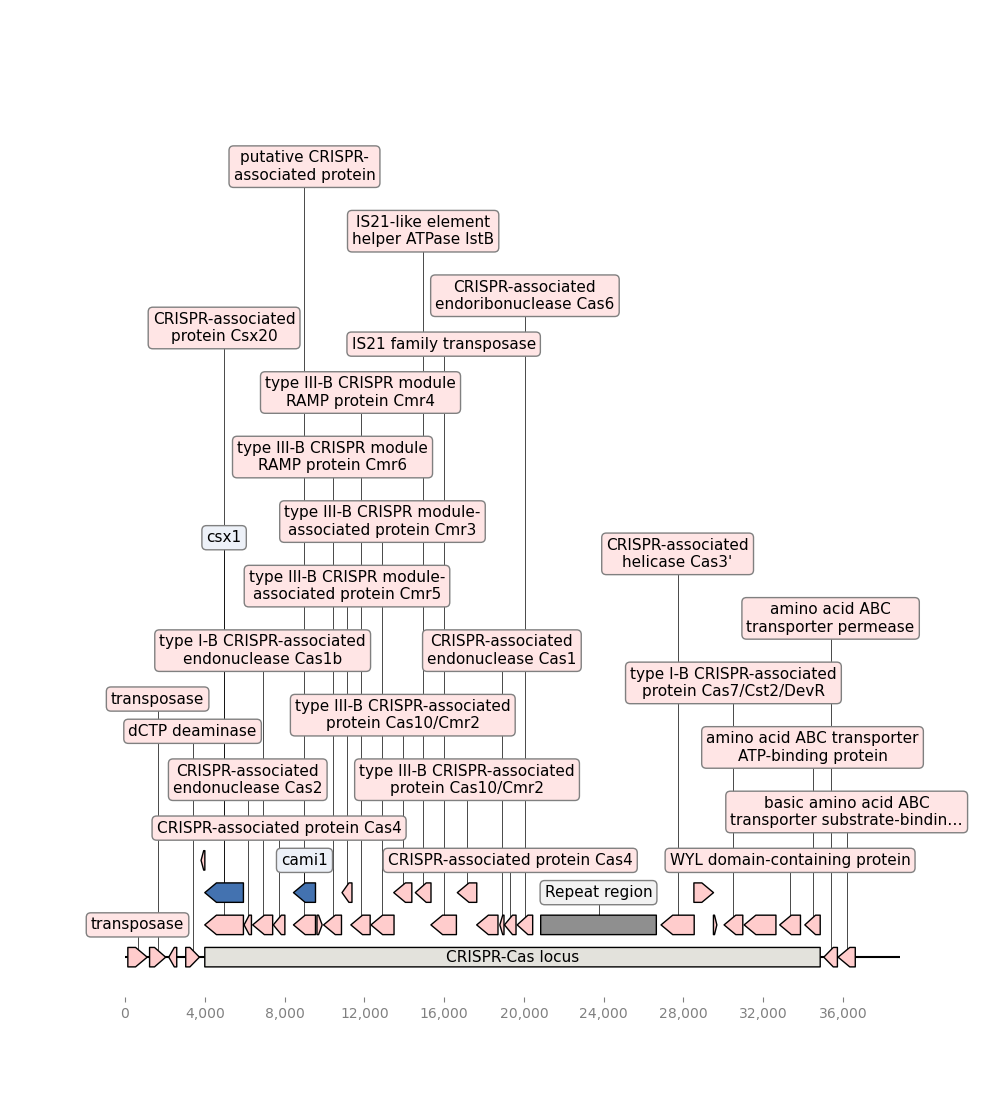 putative CRISPR-
associated protein
IS21-like element
helper ATPase IstB
CRISPR-associated
endoribonuclease Cas6
CRISPR-associated
protein Csx20
IS21 family transposase
type III-B CRISPR module
RAMP protein Cmr4
type III-B CRISPR module
RAMP protein Cmr6
type III-B CRISPR module-
associated protein Cmr3
csx1
CRISPR-associated
helicase Cas3'
type III-B CRISPR module-
associated protein Cmr5
amino acid ABC
transporter permease
type I-B CRISPR-associated
endonuclease Cas1b
CRISPR-associated
endonuclease Cas1
type I-B CRISPR-associated
protein Cas7/Cst2/DevR
transposase
type III-B CRISPR-associated
protein Cas10/Cmr2
dCTP deaminase
amino acid ABC transporter
ATP-binding protein
CRISPR-associated
endonuclease Cas2
type III-B CRISPR-associated
protein Cas10/Cmr2
basic amino acid ABC
transporter substrate-bindin...
CRISPR-associated protein Cas4
cami1
CRISPR-associated protein Cas4
WYL domain-containing protein
Repeat region
transposase
CRISPR-Cas locus
0 4,000 8,000 12,000 16,000 20,000 24,000 28,000 32,000 36,000